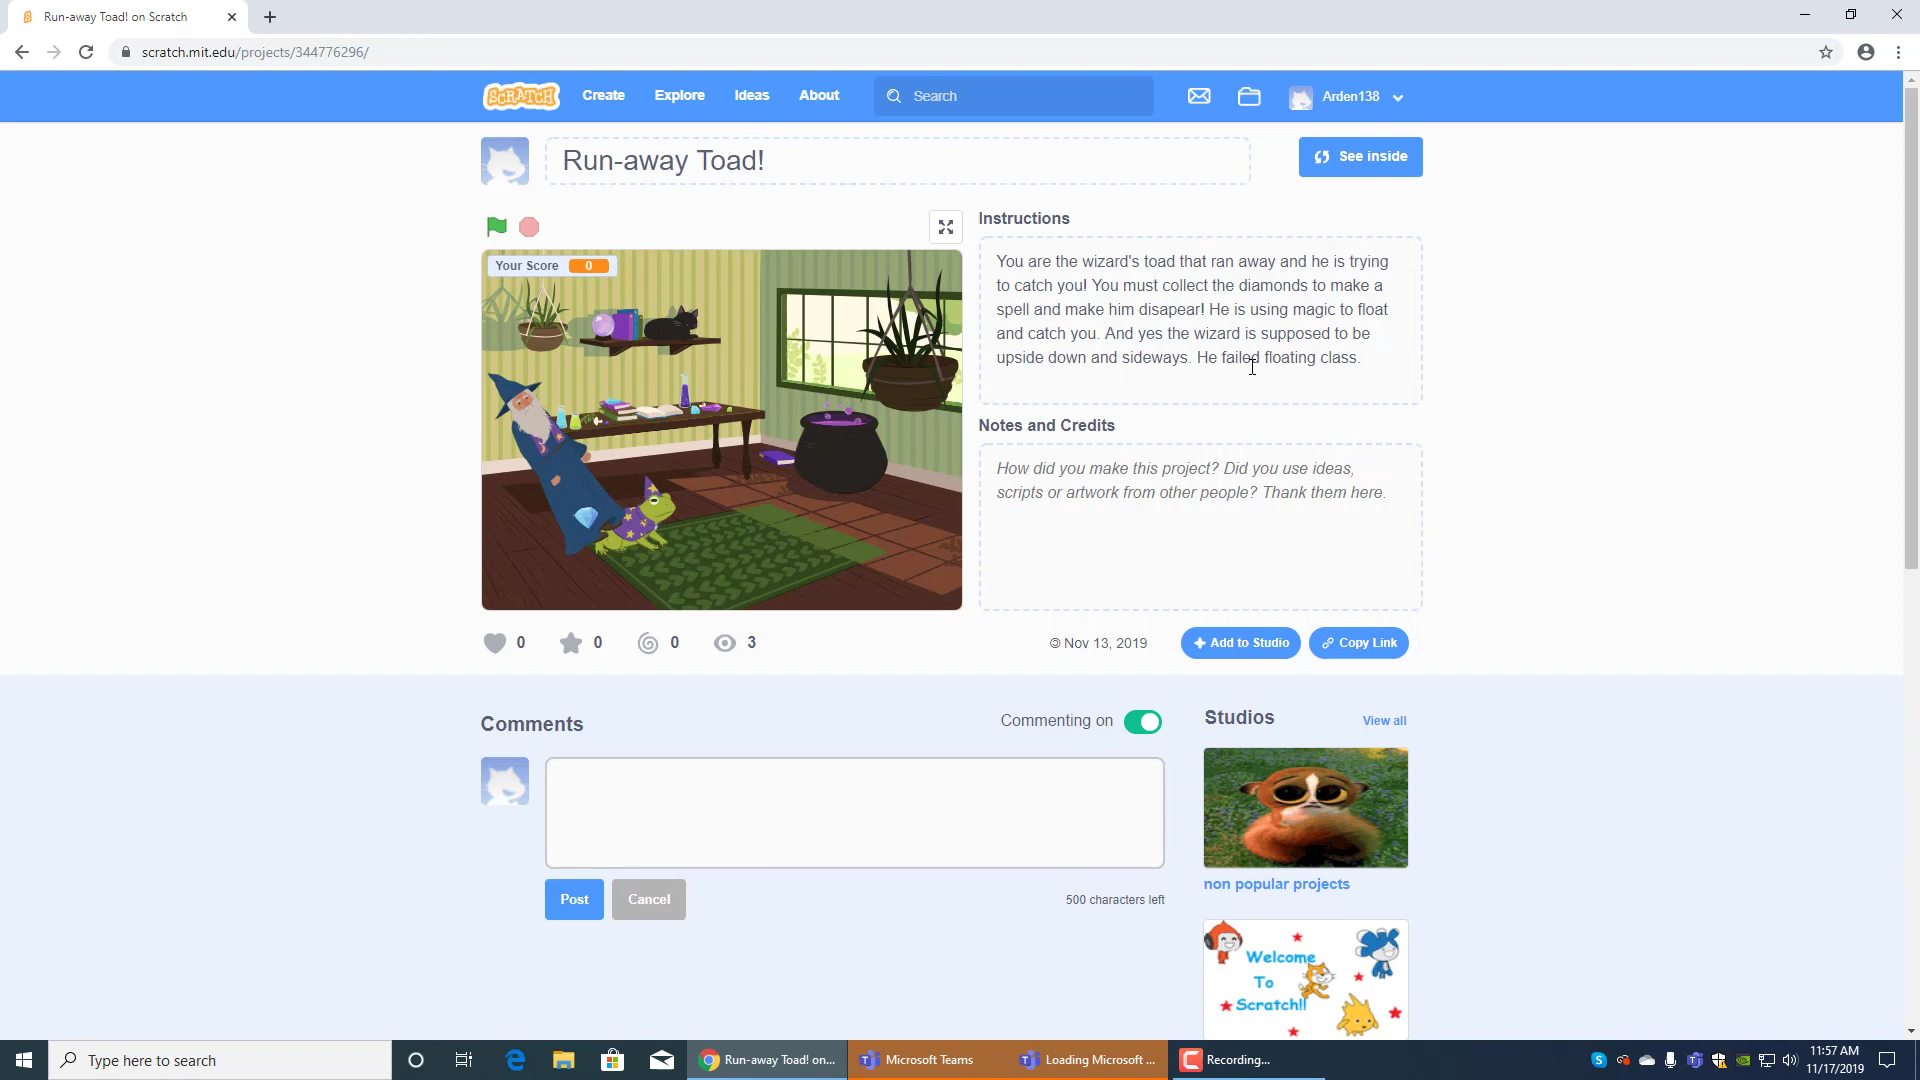 Run-away Toad! on Scratch
scratch.mit.edu/projects/344776296/
SCRATCH
Create
Explore
Ideas
About
Search
Arden138
Run-away Toad!
See inside
Your Score 0
Instructions
You are the wizard's toad that ran away and he is trying
to catch you! You must collect the diamonds to make a
spell and make him disapear! He is using magic to float
and catch you. And yes the wizard is supposed to be
upside down and sideways. He failed floating class.
Notes and Credits
How did you make this project? Did you use ideas,
scripts or artwork from other people? Thank them here.
0
0
0
3
© Nov 13, 2019
Add to Studio
Copy Link
Comments
Commenting on
Studios
View all
non popular projects
Post
Cancel
500 characters left
Welcome
To
Scratch!!
Type here to search
Run-away Toad! on...
Microsoft Teams
Loading Microsoft ...
Recording...
11:57 AM
11/17/2019